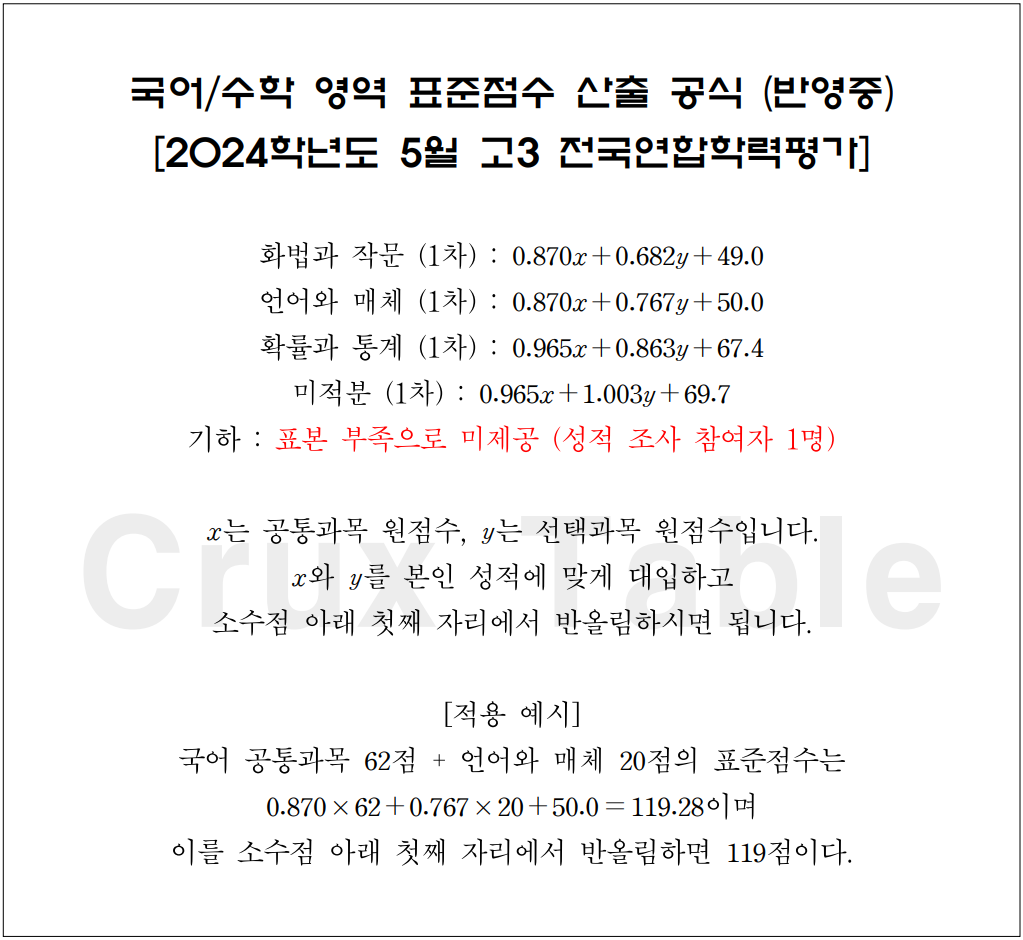 국어/수학 영역 표준점수 산출 공식 (반영중)
[2024학년도 5월 고3 전국연합학력평가]
화법과 작문 (1차) : 0.870x+0.682y+49.0
언어와 매체 (1차) : 0.870x+0.767y+50.0
확률과 통계 (1차) : 0.965x+0.863y+67.4
미적분 (1차) : 0.965x+1.003y+69.7
기하 : 표본 부족으로 미제공 (성적 조사 참여자 1명)
Crux Table
x는 공통과목 원점수, y는 선택과목 원점수입니다.
x와 y를 본인 성적에 맞게 대입하고
소수점 아래 첫째 자리에서 반올림하시면 됩니다.
[적용 예시]
국어 공통과목 62점 + 언어와 매체 20점의 표준점수는
0.870×62+0.767×20+50.0=119.28이며
이를 소수점 아래 첫째 자리에서 반올림하면 119점이다.